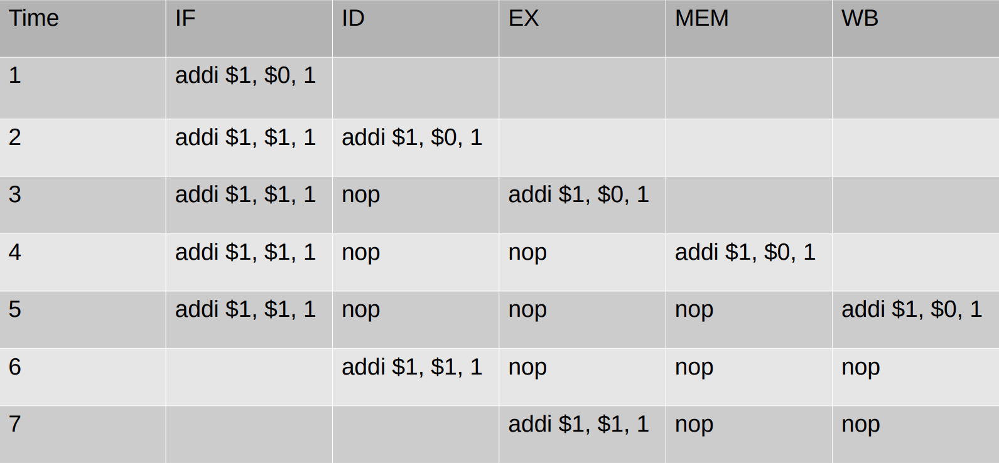 Time IF ID EX MEM WB
1 addi $1, $0, 1
2 addi $1, $1, 1 addi $1, $0, 1
3 addi $1, $1, 1 nop addi $1, $0, 1
4 addi $1, $1, 1 nop nop addi $1, $0, 1
5 addi $1, $1, 1 nop nop nop addi $1, $0, 1
6 addi $1, $1, 1 nop nop nop
7 addi $1, $1, 1 nop nop